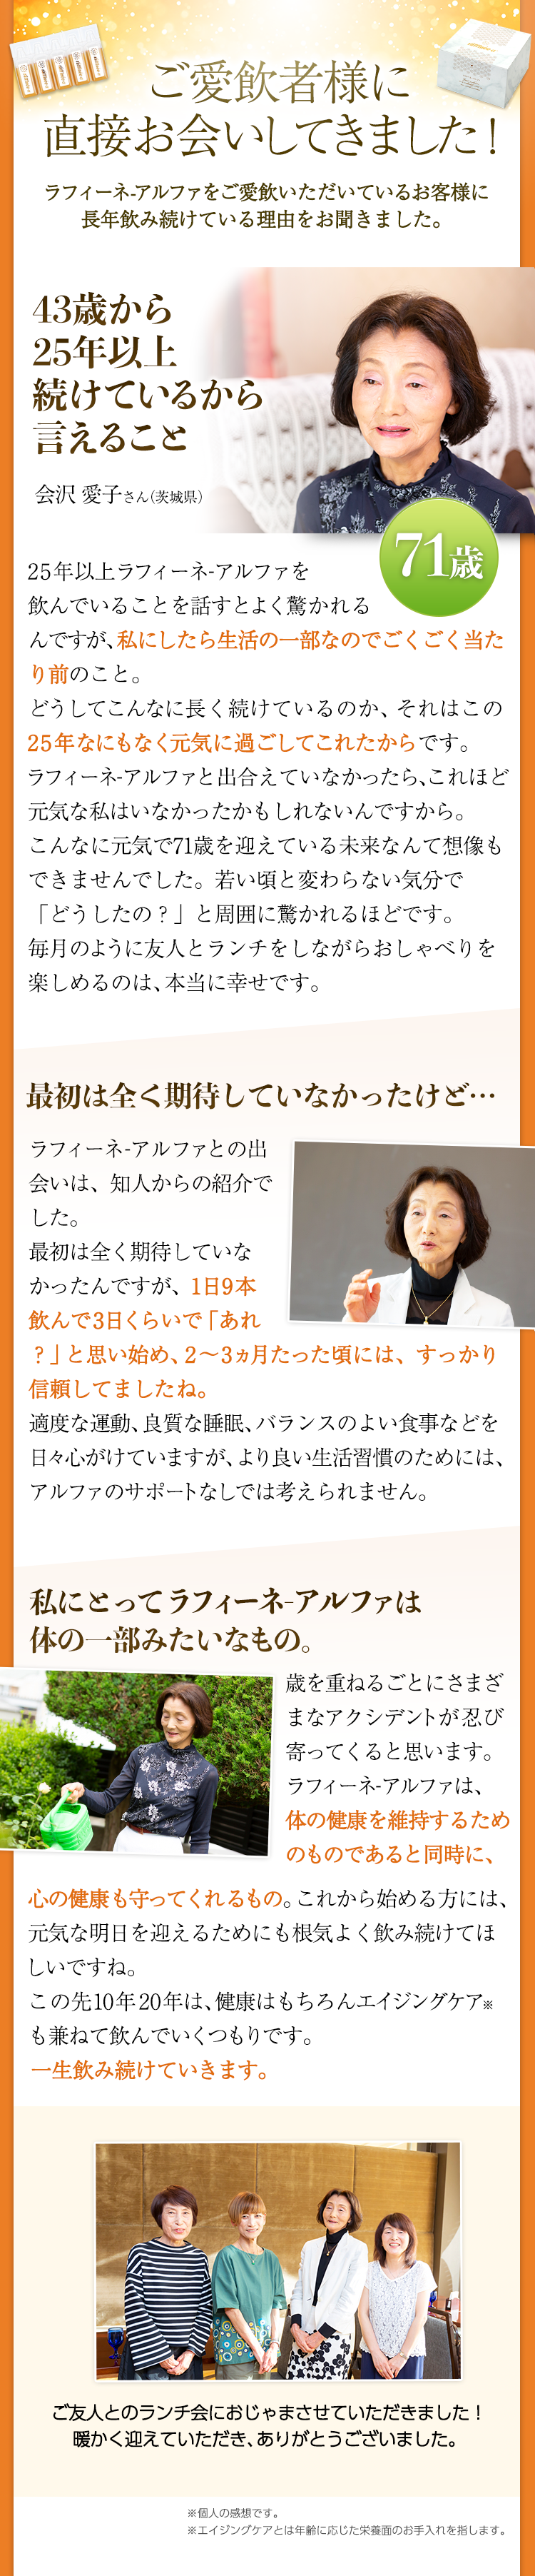 ご愛飲者様に
直接お会いしてきました！
ラフィーネ-アルファをご愛飲いただいているお客様に
長年飲み続けている理由をお聞きました。
43歳から
25年以上
続けているから
言えること
会沢 愛子さん（茨城県）
71歳
25年以上ラフィーネ-アルファを
飲んでいることを話すとよく驚かれる
んですが、私にしたら生活の一部なのでごくごく当た
り前のこと。
どうしてこんなに長く続けているのか、それはこの
25年なにもなく元気に過ごしてこれたからです。
ラフィーネ-アルファと出合えていなかったら、これほど
元気な私はいなかったかもしれないんですから。
こんなに元気で71歳を迎えている未来なんて想像も
できませんでした。若い頃と変わらない気分で
「どうしたの？」と周囲に驚かれるほどです。
毎月のように友人とランチをしながらおしゃべりを
楽しめるのは、本当に幸せです。
最初は全く期待していなかったけど…
ラフィーネ-アルファとの出
会いは、知人からの紹介で
した。
最初は全く期待していな
かったんですが、1日9本
飲んで3日くらいで「あれ
？」と思い始め、2〜3ヵ月たった頃には、すっかり
信頼してましたね。
適度な運動、良質な睡眠、バランスのよい食事などを
日々心がけていますが、より良い生活習慣のためには、
アルファのサポートなしでは考えられません。
私にとってラフィーネ-アルファは
体の一部みたいなもの。
歳を重ねるごとにさまざ
まなアクシデントが忍び
寄ってくると思います。
ラフィーネ-アルファは、
体の健康を維持するため
のものであると同時に、
心の健康も守ってくれるもの。これから始める方には、
元気な明日を迎えるためにも根気よく飲み続けてほ
しいですね。
この先10年20年は、健康はもちろんエイジングケア※
も兼ねて飲んでいくつもりです。
一生飲み続けていきます。
ご友人とのランチ会におじゃまさせていただきました！
暖かく迎えていただき、ありがとうございました。
※個人の感想です。
※エイジングケアとは年齢に応じた栄養面のお手入れを指します。